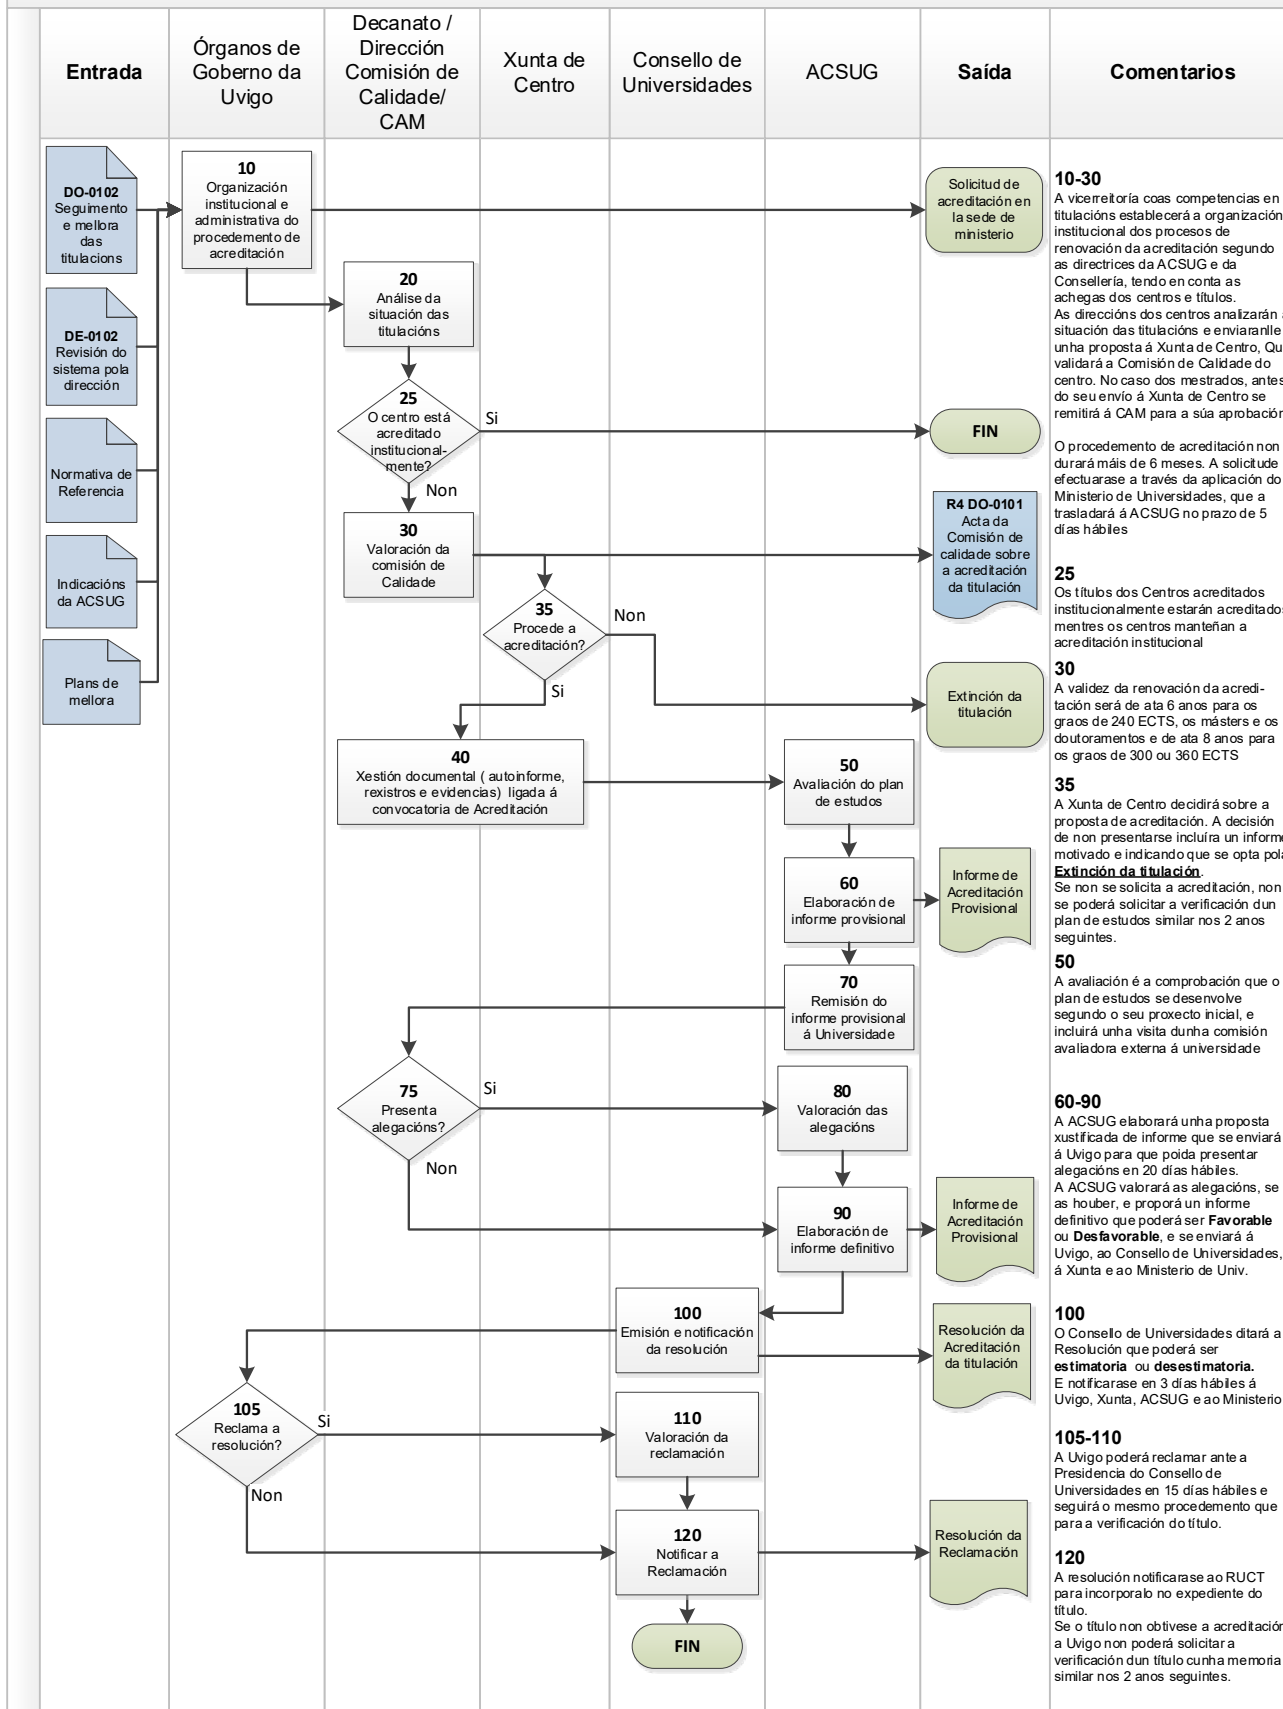 Entrada
Órganos de
Goberno da
Uvigo
Decanato /
Dirección
Comisión de
Calidade/
CAM
Xunta de
Centro
Consello de
Universidades
ACSUG
Saída
Comentarios
DO-0102
Seguimento
e mellora
das
titulacions
DE-0102
Revisión do
sistema pola
dirección
Normativa de
Referencia
Indicacións
da ACSUG
Plans de
mellora
10
Organización
institucional e
administrativa do
procedemento de
acreditación
20
Análise da
situación das
titulacións
25
O centro está
acreditado
institucional-
mente?
Si
Non
30
Valoración da
comisión de
Calidade
35
Procede a
acreditación?
Non
Si
40
Xestión documental ( autoinforme,
rexistros e evidencias) ligada á
convocatoria de Acreditación
50
Avaliación do plan
de estudos
60
Elaboración de
informe provisional
70
Remisión do
informe provisional
á Universidade
75
Presenta
alegacións?
Si
Non
80
Valoración das
alegacións
90
Elaboración de
informe definitivo
100
Emisión e notificación
da resolución
105
Reclama a
resolución?
Si
Non
110
Valoración da
reclamación
120
Notificar a
Reclamación
FIN
Solicitud de
acreditación en
la sede de
ministerio
FIN
R4 DO-0101
Acta da
Comisión de
calidade sobre
a acreditación
da titulación
Extinción da
titulación
Informe de
Acreditación
Provisional
Informe de
Acreditación
Provisional
Resolución da
Acreditación
da titulación
Resolución da
Reclamación
10-30
A vicerreitoría coas competencias en
titulacións establecerá a organización
institucional dos procesos de
renovación da acreditación segundo
as directrices da ACSUG e da
Consellería, tendo en conta as
achegas dos centros e títulos.
As direccións dos centros analizarán
situación das titulacións e enviaranlle
unha proposta á Xunta de Centro, Qu
validará a Comisión de Calidade do
centro. No caso dos mestrados, antes
do seu envío á Xunta de Centro se
remitirá á CAM para a súa aprobación
O procedemento de acreditación non
durará máis de 6 meses. A solicitude
efectuarase a través da aplicación do
Ministerio de Universidades, que a
trasladará á ACSUG no prazo de 5
días hábiles
25
Os títulos dos Centros acreditados
institucionalmente estarán acreditados
mentres os centros manteñan a
acreditación institucional
30
A validez da renovación da acredi-
tación será de ata 6 anos para os
graos de 240 ECTS, os másters e os
doutoramentos e de ata 8 anos para
os graos de 300 ou 360 ECTS
35
A Xunta de Centro decidirá sobre a
proposta de acreditación. A decisión
de non presentarse incluíra un informe
motivado e indicando que se opta pola
Extinción da titulación.
Se non se solicita a acreditación, non
se poderá solicitar a verificación dun
plan de estudos similar nos 2 anos
seguintes.
50
A avaliación é a comprobación que o
plan de estudos se desenvolve
segundo o seu proxecto inicial, e
incluirá unha visita dunha comisión
avaliadora externa á universidade
60-90
A ACSUG elaborará unha proposta
xustificada de informe que se enviará
á Uvigo para que poida presentar
alegacións en 20 días hábiles.
A ACSUG valorará as alegacións, se
as houber, e proporá un informe
definitivo que poderá ser Favorable
ou Desfavorable, e se enviará á
Uvigo, ao Consello de Universidades,
á Xunta e ao Ministerio de Univ.
100
O Consello de Universidades ditará a
Resolución que poderá ser
estimatoria ou desestimatoria.
E notificarase en 3 días hábiles á
Uvigo, Xunta, ACSUG e ao Ministerio
105-110
A Uvigo poderá reclamar ante a
Presidencia do Consello de
Universidades en 15 días hábiles e
seguirá o mesmo procedemento que
para a verificación do título.
120
A resolución notificarase ao RUCT
para incorporalo no expediente do
título.
Se o título non obtivese a acreditación
a Uvigo non poderá solicitar a
verificación dun título cunha memoria
similar nos 2 anos seguintes.